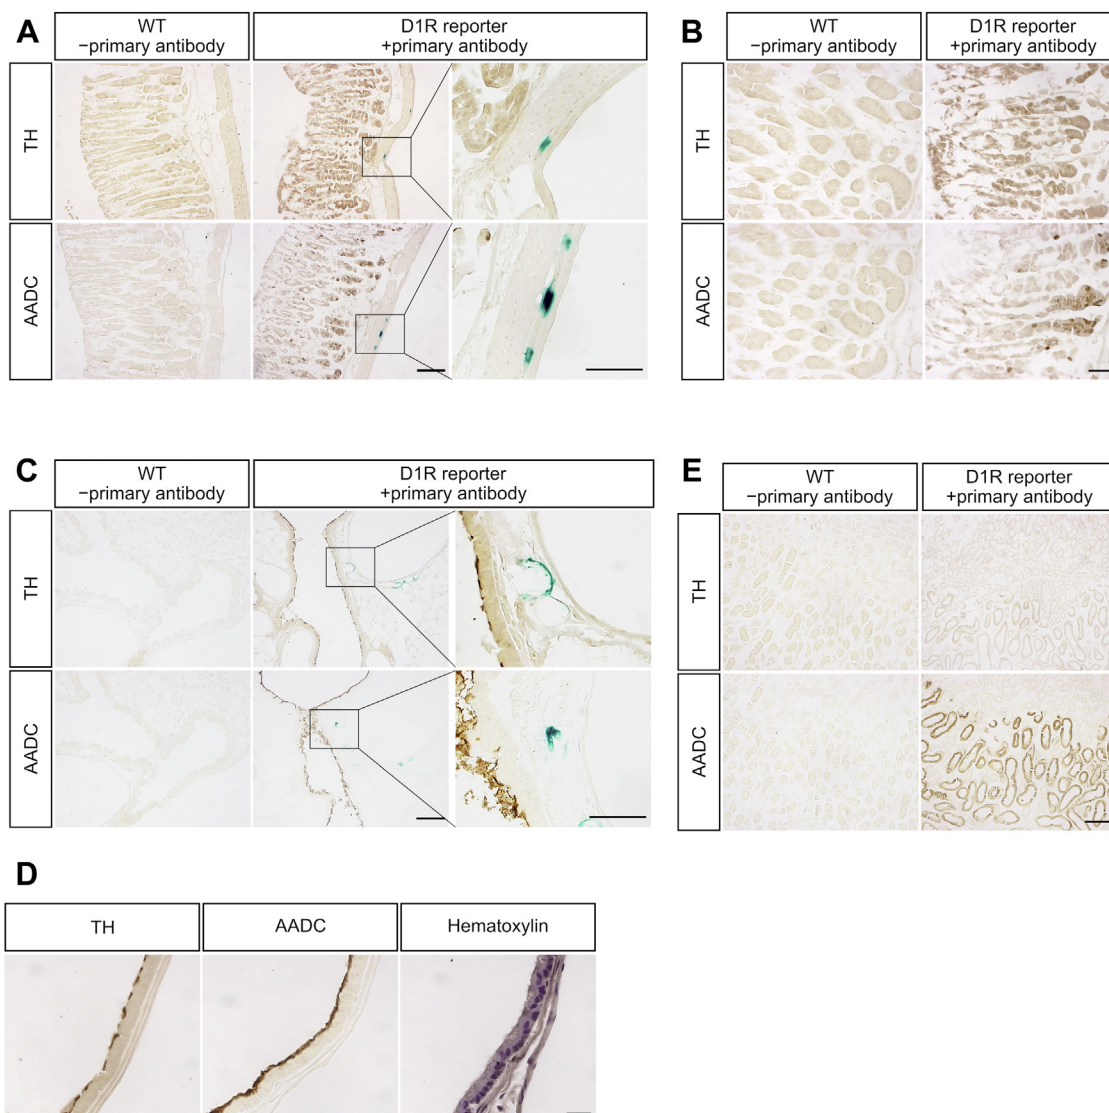 A
WT
−primary antibody
D1R reporter
+primary antibody
TH
AADC
B
WT
−primary antibody
D1R reporter
+primary antibody
TH
AADC
C
WT
−primary antibody
D1R reporter
+primary antibody
TH
AADC
E
WT
−primary antibody
D1R reporter
+primary antibody
TH
AADC
D
TH
AADC
Hematoxylin